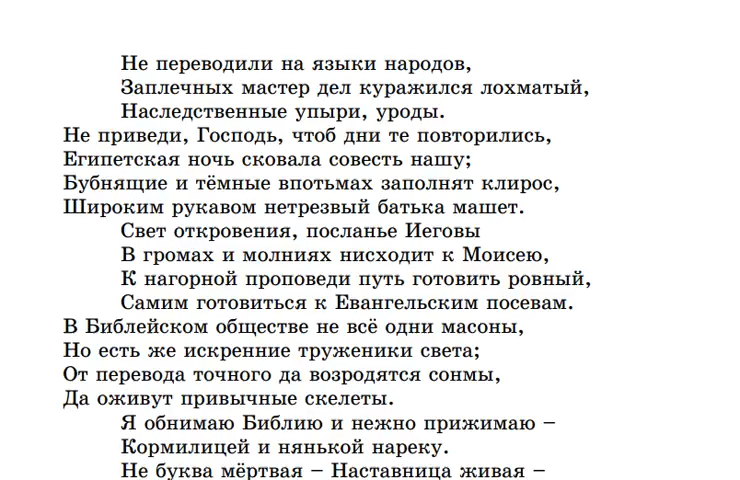 Не переводили на языки народов,
Заплечных мастер дел куражился лохматый,
Наследственные упыри, уроды.
Не приведи, Господь, чтоб дни те повторились,
Египетская ночь сковала совесть нашу;
Бубнящие и тёмные впотьмах заполнят клирос,
Широким рукавом нетрезвый батька машет.
Свет откровения, посланье Иеговы
В громах и молниях нисходит к Моисею,
К нагорной проповеди путь готовить ровный,
Самим готовиться к Евангельским посевам.
В Библейском обществе не всё одни масоны,
Но есть же искренние труженики света;
От перевода точного да возродятся сонмы,
Да оживут привычные скелеты.
Я обнимаю Библию и нежно прижимаю –
Кормилицей и нянькой нареку.
Не буква мёртвая – Наставница живая –